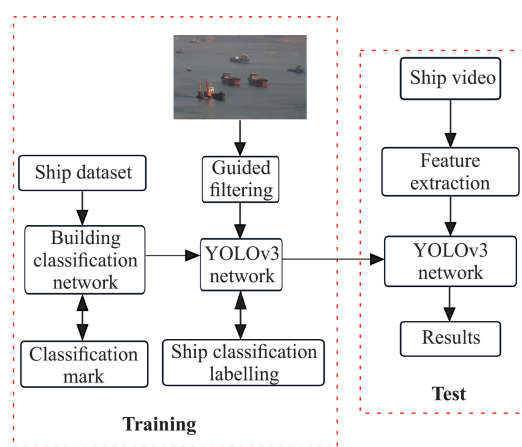 Ship dataset
Building
classification
network
Classification
mark
Guided
filtering
YOLOv3
network
Ship classification
labelling
Training
Ship video
Feature
extraction
YOLOv3
network
Results
Test